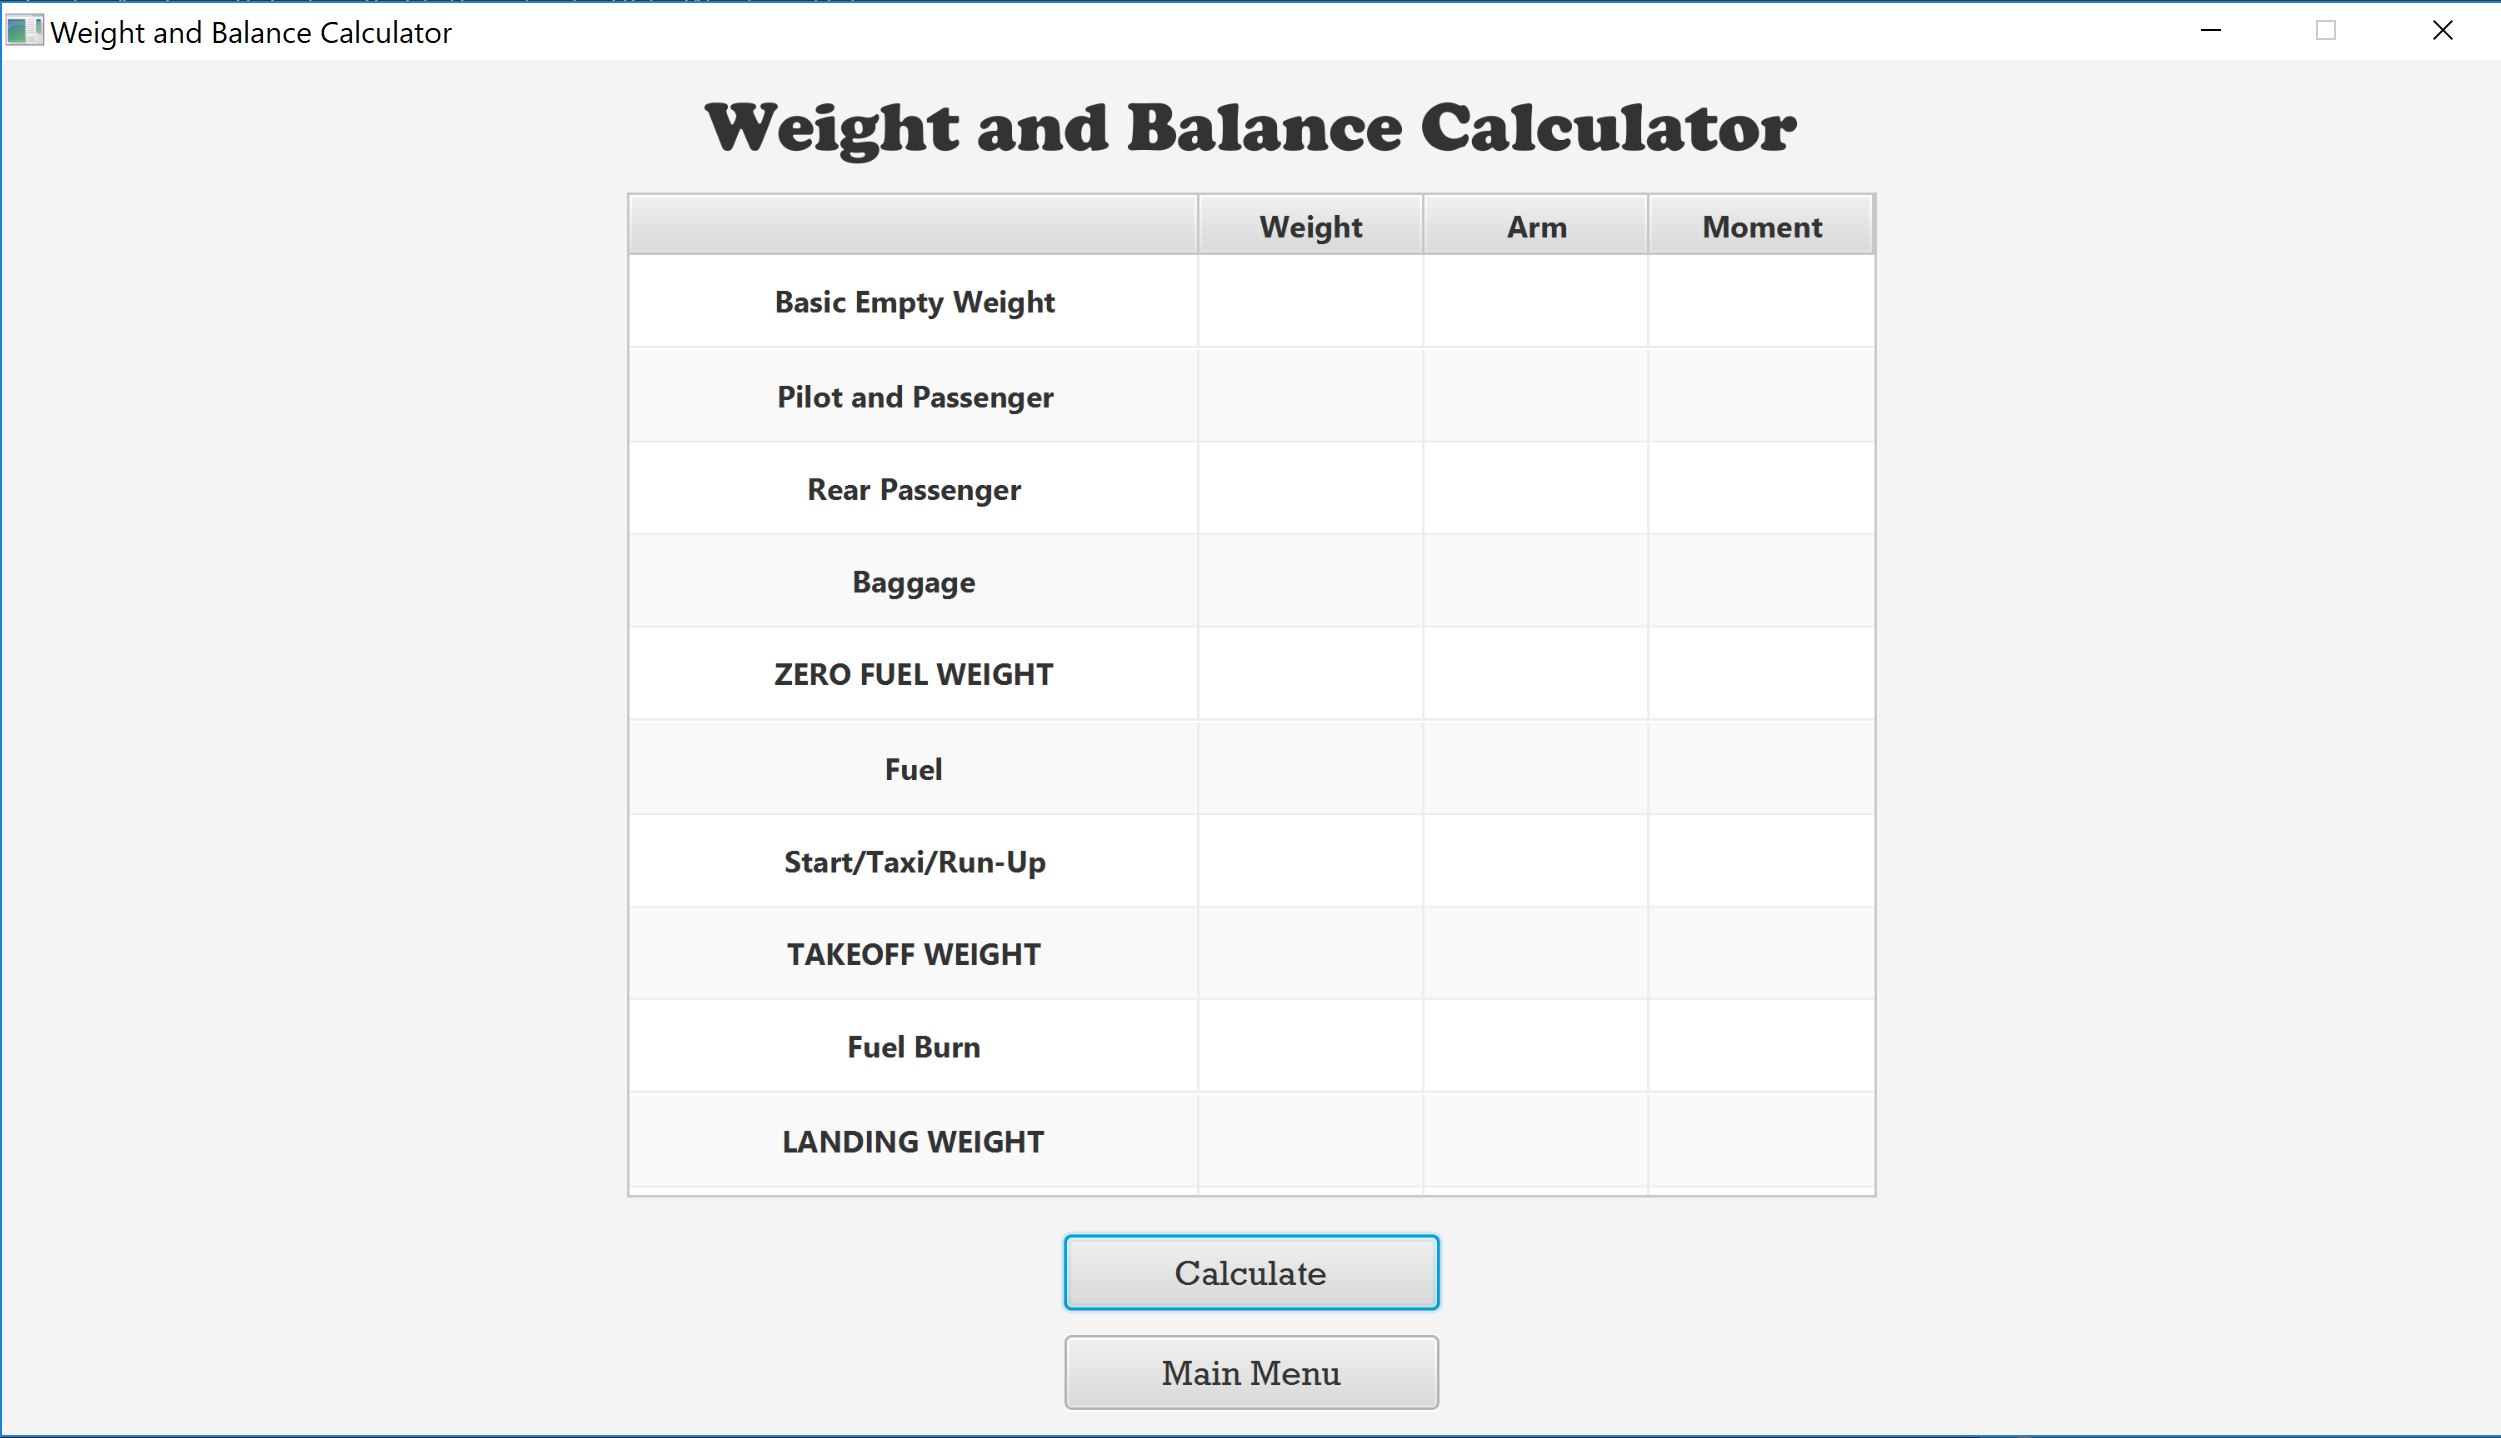 Weight and Balance Calculator
Weight and Balance Calculator
Weight Arm Moment
Basic Empty Weight
Pilot and Passenger
Rear Passenger
Baggage
ZERO FUEL WEIGHT
Fuel
Start/Taxi/Run-Up
TAKEOFF WEIGHT
Fuel Burn
LANDING WEIGHT
Calculate
Main Menu